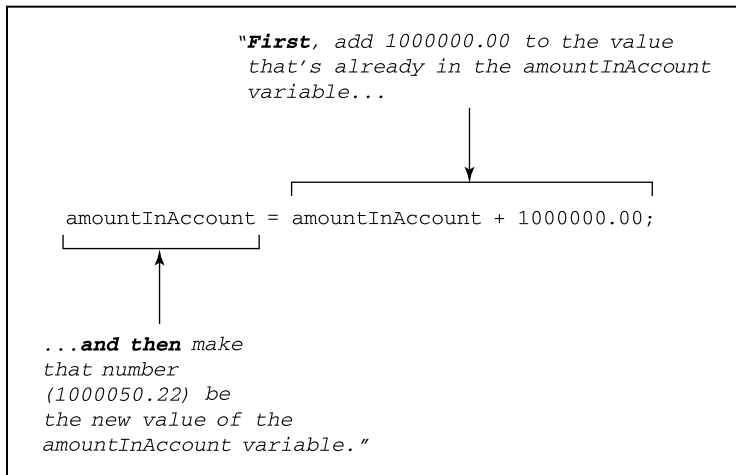 “First, add 1000000.00 to the value
that’s already in the amountInAccount
variable...
amountInAccount = amountInAccount + 1000000.00;
...and then make
that number
(1000050.22) be
the new value of the
amountInAccount variable.”